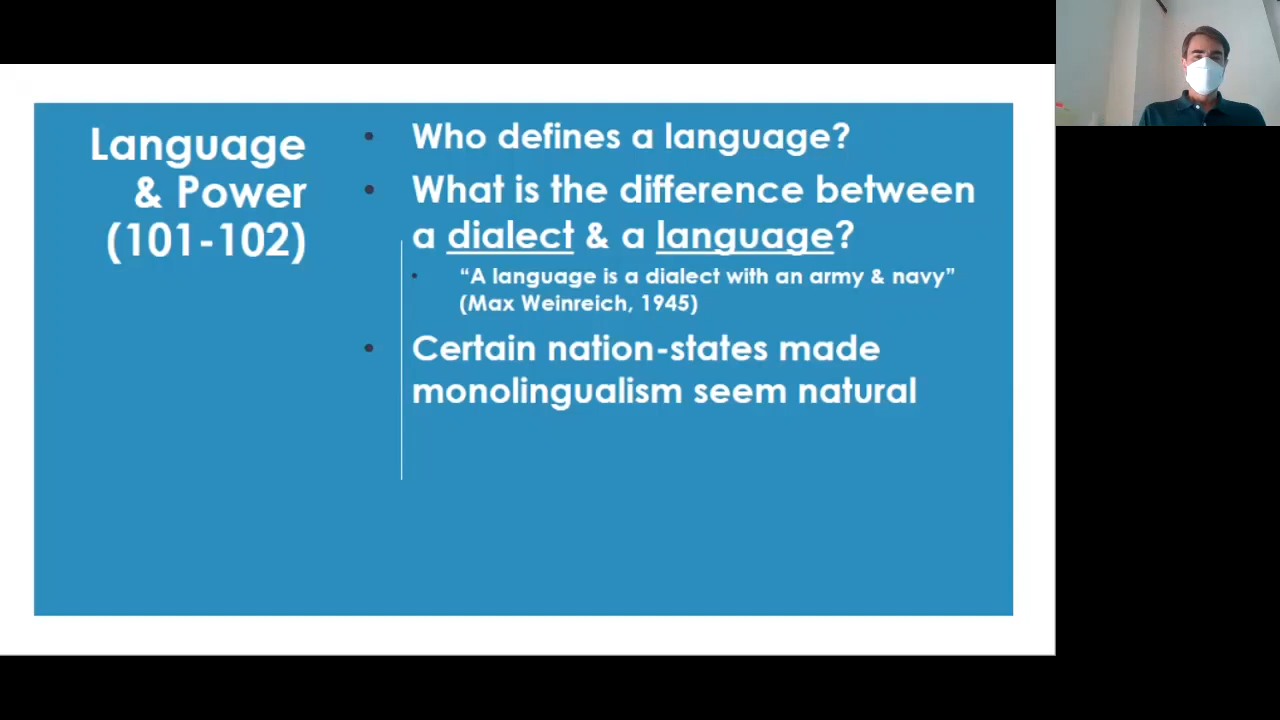 Language
& Power
(101-102)
• Who defines a language?
• What is the difference between
a dialect & a language?
• “A language is a dialect with an army & navy”
(Max Weinreich, 1945)
• Certain nation-states made
monolingualism seem natural